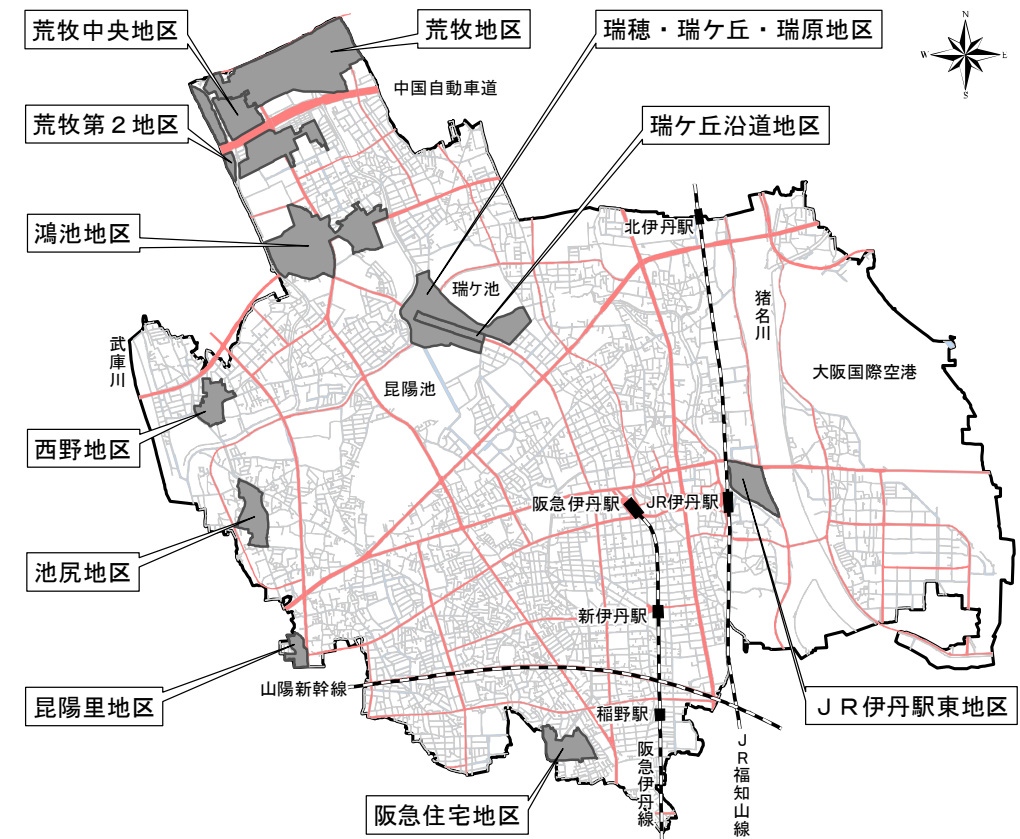 荒牧中央地区
荒牧地区
瑞穂・瑞ケ丘・瑞原地区
N
W
E
S
中国自動車道
荒牧第２地区
瑞ケ丘沿道地区
鴻池地区
北伊丹駅
瑞ケ池
猪名川
武庫川
昆陽池
大阪国際空港
西野地区
阪急伊丹駅
JR伊丹駅
池尻地区
新伊丹駅
昆陽里地区
山陽新幹線
稲野駅
ＪＲ伊丹駅東地区
阪急伊丹線
ＪＲ福知山線
阪急住宅地区